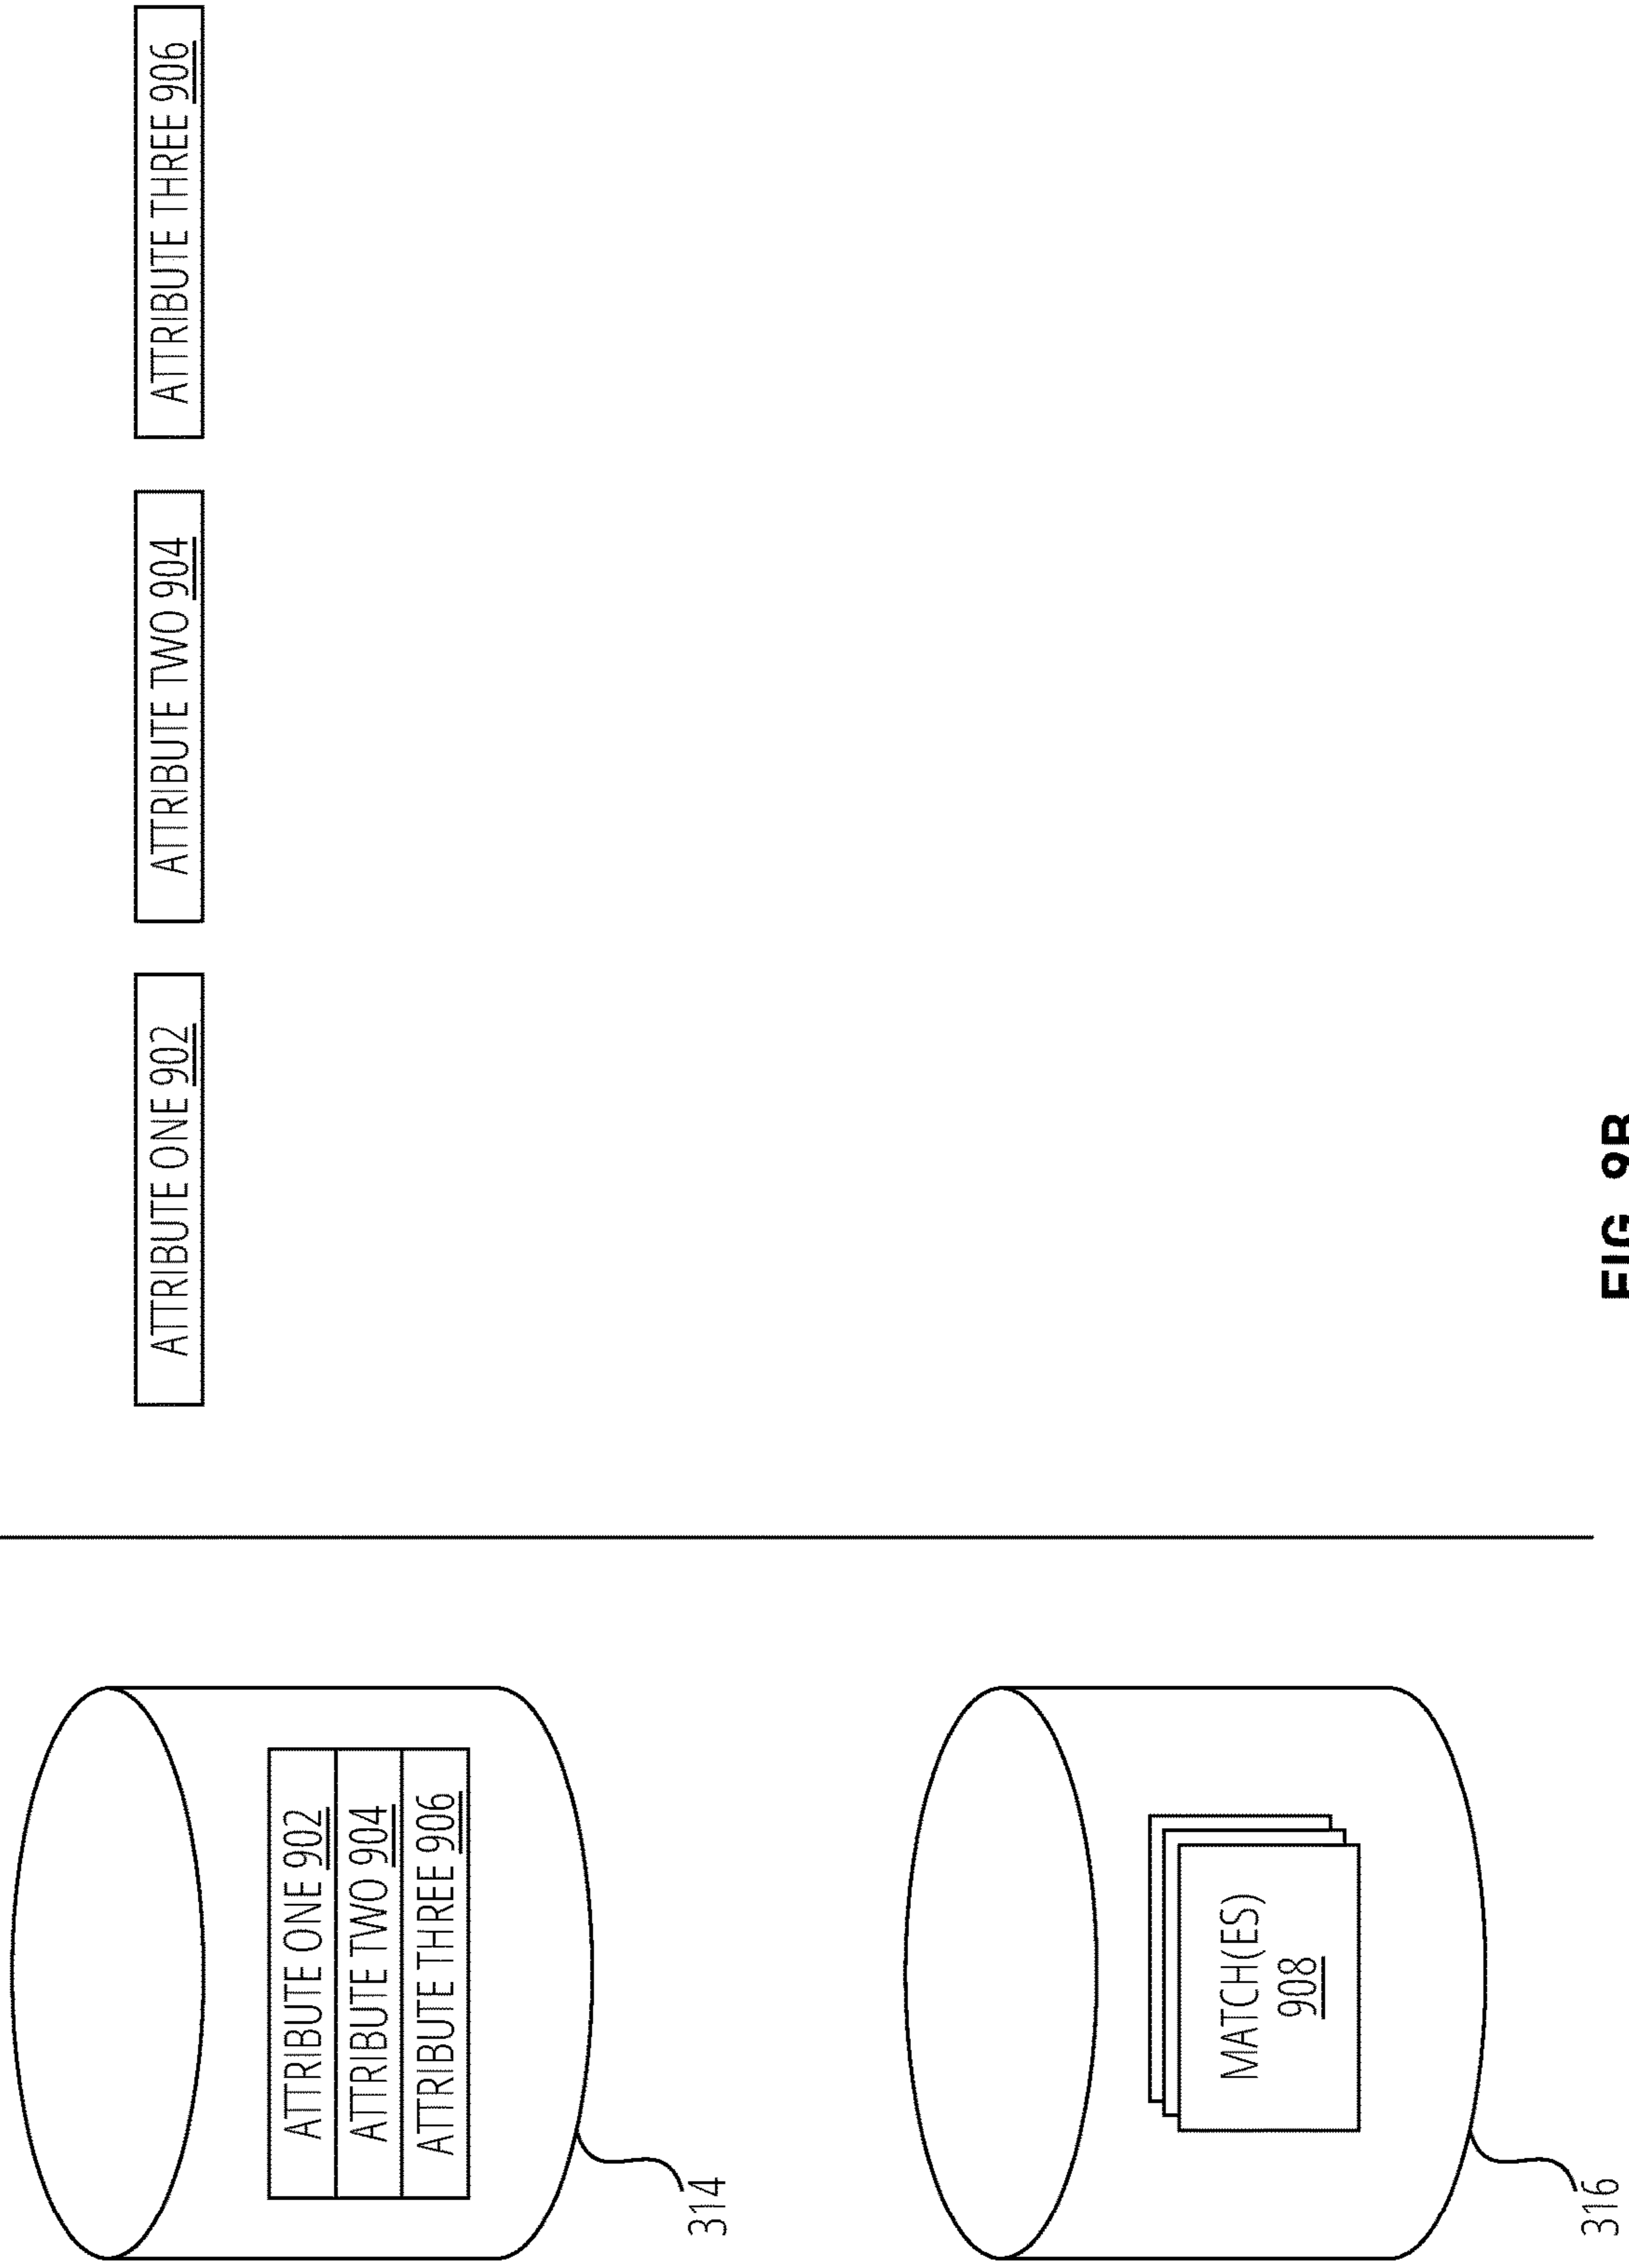 ATTRIBUTE ONE 902
ATTRIBUTE TWO 904
ATTRIBUTE THREE 906
314
MATCH(ES)
908
316
ATTRIBUTE ONE 902
ATTRIBUTE TWO 904
ATTRIBUTE THREE 906
FIG. 9B